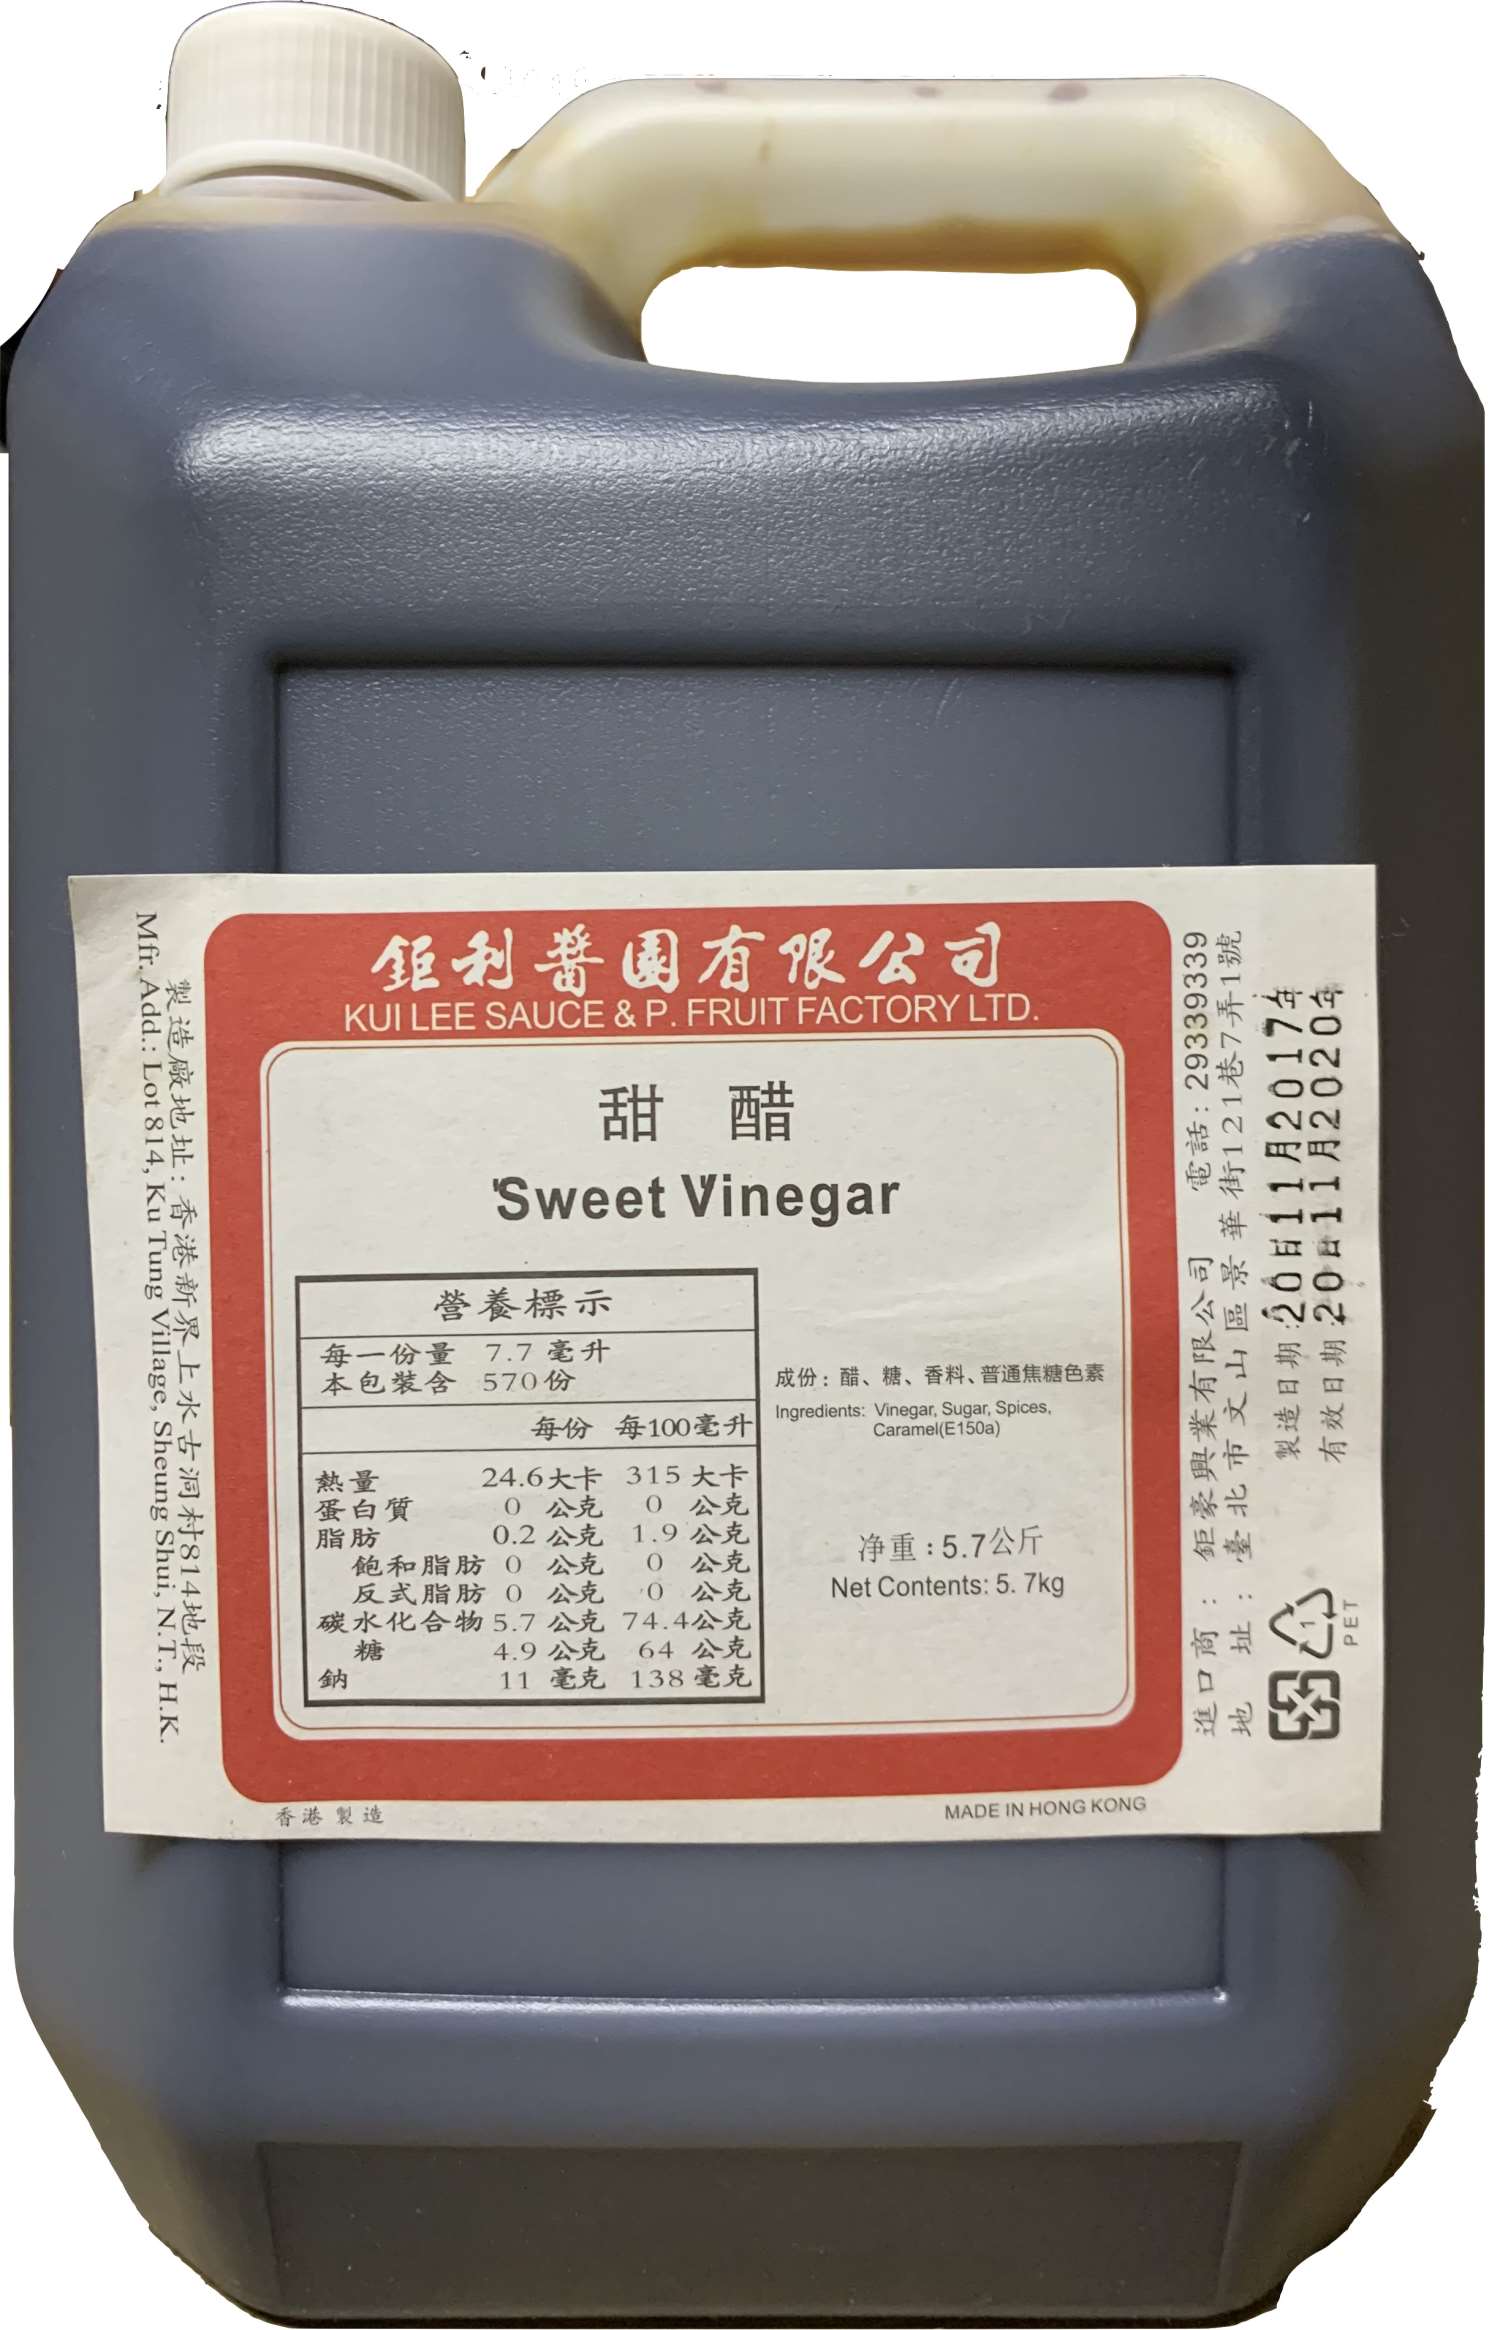 鉅利醬園有限公司
KUI LEE SAUCE & P. FRUIT FACTORY LTD.
甜 醋
Sweet Vinegar
營養標示
每一份量 7.7 毫升
本包裝含 570份
每份 每100毫升
熱量 24.6大卡 315 大卡
蛋白質 0 公克 0 公克
脂肪 0.2 公克 1.9 公克
飽和脂肪 0 公克 0 公克
反式脂肪 0 公克 0 公克
碳水化合物 5.7 公克 74.4公克
糖 4.9 公克 64 公克
鈉 11 毫克 138 毫克
成份：醋、糖、香料、普通焦糖色素
Ingredients: Vinegar, Sugar, Spices,
Caramel(E150a)
净重：5.7公斤
Net Contents: 5. 7kg
香港 製造
MADE IN HONG KONG
製造廠地址：香港新界上水古洞村814地段
Mfr. Add.: Lot 814, Ku Tung Village, Sheung Shui, N.T., H.K.
進口商：鉅豪興業有限公司 電話：29339339
地 址：臺北市文山區景華街121巷7弄1號
製造日期：20日11月2017年
有效日期：20日11月2020年
1
PET